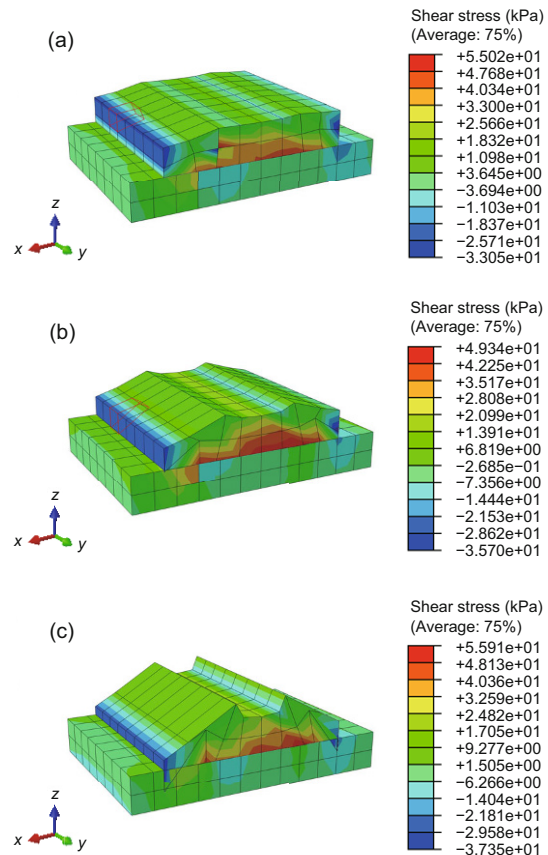 (a)
Shear stress (kPa)
(Average: 75%)
+5.502e+01
+4.768e+01
+4.034e+01
+3.300e+01
+2.566e+01
+1.832e+01
+1.098e+01
+3.645e+00
−3.694e+00
−1.103e+01
−1.837e+01
−2.571e+01
−3.305e+01
z
x
y
(b)
Shear stress (kPa)
(Average: 75%)
+4.934e+01
+4.225e+01
+3.517e+01
+2.808e+01
+2.099e+01
+1.391e+01
+6.819e+00
−2.685e−01
−7.356e+00
−1.444e+01
−2.153e+01
−2.862e+01
−3.570e+01
z
x
y
(c)
Shear stress (kPa)
(Average: 75%)
+5.591e+01
+4.813e+01
+4.036e+01
+3.259e+01
+2.482e+01
+1.705e+01
+9.277e+00
+1.505e+00
−6.266e+00
−1.404e+01
−2.181e+01
−2.958e+01
−3.735e+01
z
x
y